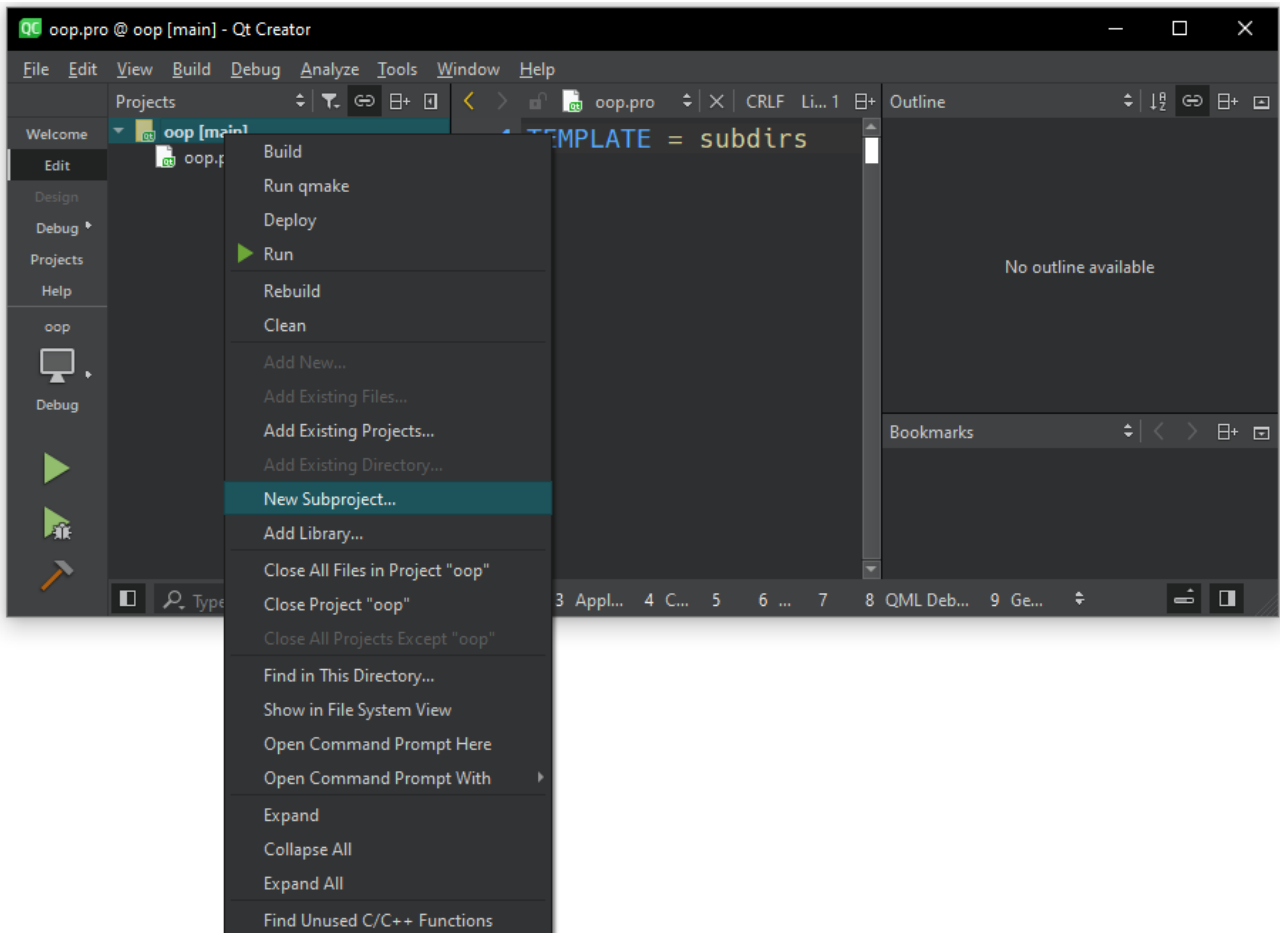 QC oop.pro @ oop [main] - Qt Creator
File Edit View Build Debug Analyze Tools Window Help
Projects
oop.pro
CRLF Li... 1
Outline
Welcome
Edit
Design
Debug
Projects
Help
oop
Debug
oop [main]
oop.p
TEMPLATE = subdirs
No outline available
Bookmarks
Build
Run qmake
Deploy
Run
Rebuild
Clean
Add New...
Add Existing Files...
Add Existing Projects...
Add Existing Directory...
New Subproject...
Add Library...
Close All Files in Project "oop"
Close Project "oop"
Close All Projects Except "oop"
Find in This Directory...
Show in File System View
Open Command Prompt Here
Open Command Prompt With
Expand
Collapse All
Expand All
Find Unused C/C++ Functions
Type
3 Appl... 4 C... 5 6 ... 7 8 QML Deb... 9 Ge...